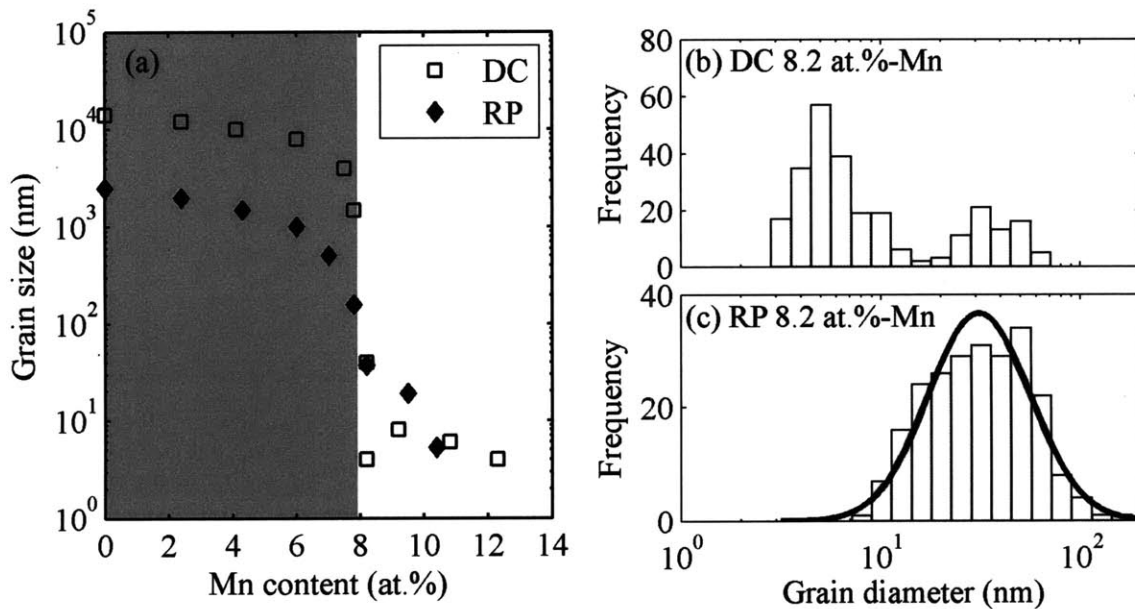 (a)
DC
RP
10^5
10^4
10^3
10^2
10^1
10^0
Grain size (nm)
0 2 4 6 8 10 12 14
Mn content (at.%)
(b) DC 8.2 at.%-Mn
80
60
40
20
0
Frequency
(c) RP 8.2 at.%-Mn
40
20
0
Frequency
10^0 10^1 10^2
Grain diameter (nm)